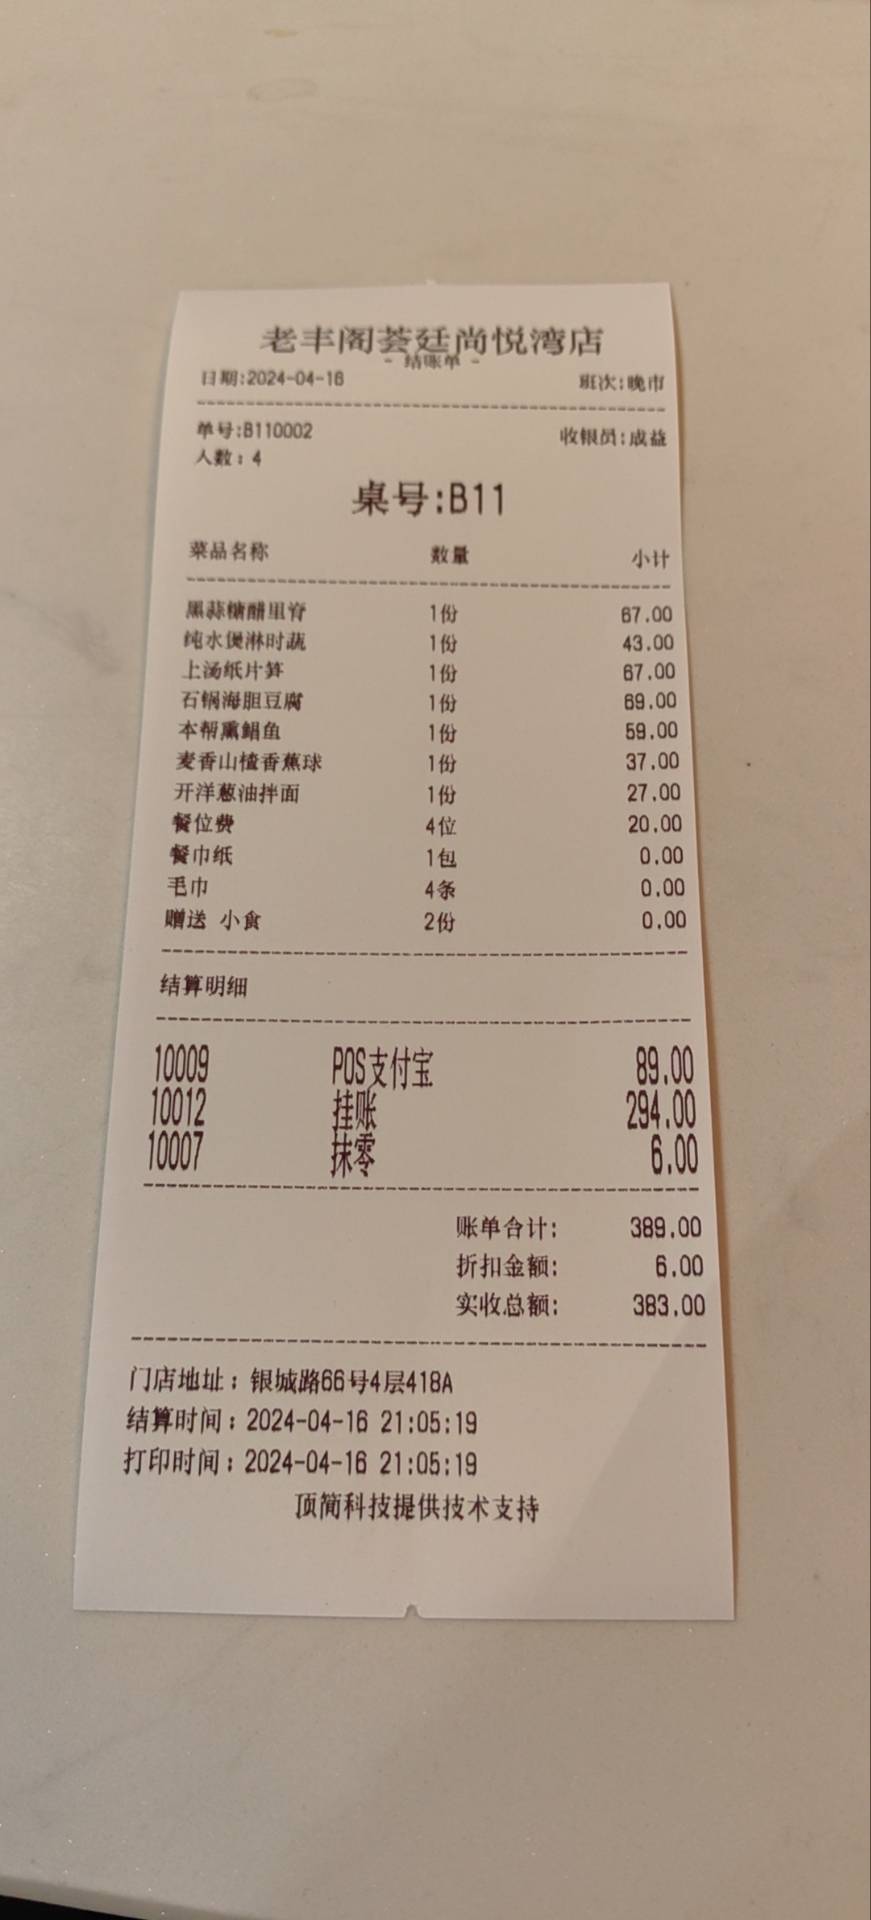 老丰阁荟廷尚悦湾店
- 结账单 -
日期:2024-04-16 班次:晚市
单号:B110002 收银员:成益
人数: 4
桌号:B11
菜品名称 数量 小计
黑蒜糖醋里脊 1份 67.00
纯水煲淋时蔬 1份 43.00
上汤纸片笋 1份 67.00
石锅海胆豆腐 1份 69.00
本帮熏鲳鱼 1份 59.00
麦香山楂香蕉球 1份 37.00
开洋葱油拌面 1份 27.00
餐位费 4位 20.00
餐巾纸 1包 0.00
毛巾 4条 0.00
赠送 小食 2份 0.00
结算明细
10009 POS支付宝 89.00
10012 挂账 294.00
10007 抹零 6.00
账单合计: 389.00
折扣金额: 6.00
实收总额: 383.00
门店地址: 银城路66号4层418A
结算时间: 2024-04-16 21:05:19
打印时间: 2024-04-16 21:05:19
顶简科技提供技术支持